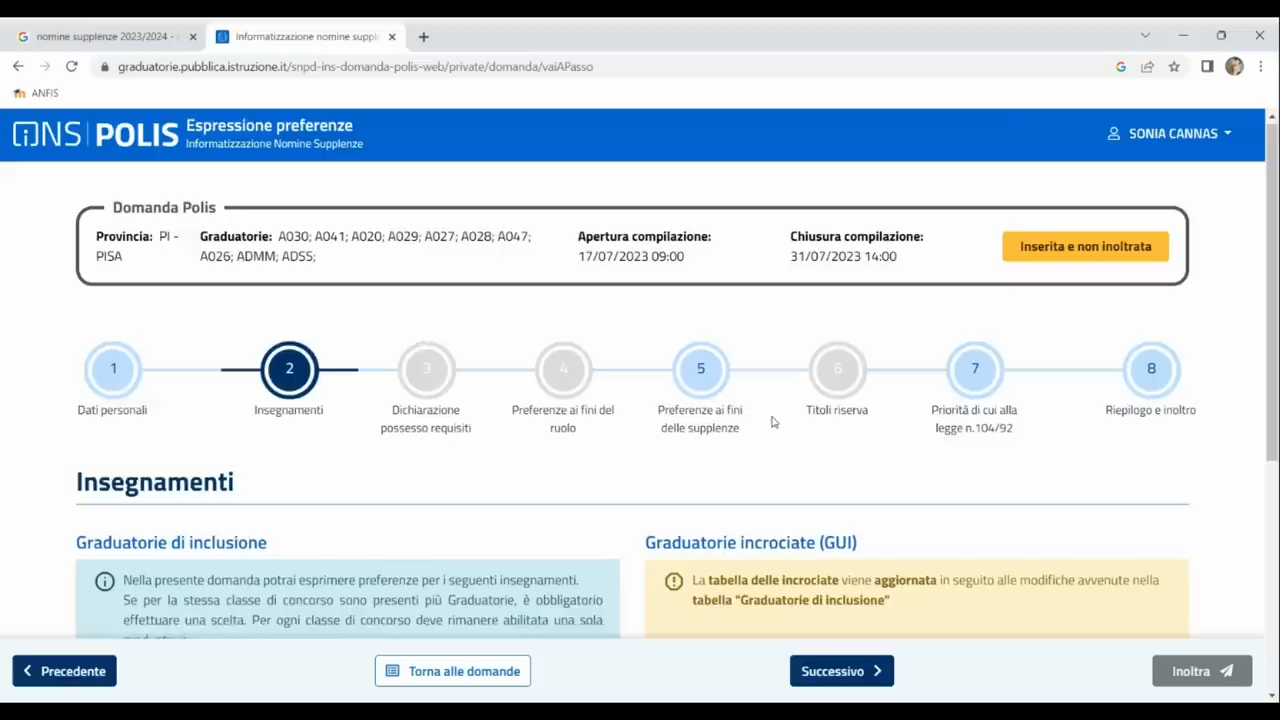 nomine supplenze 2023/2024 -
Informatizzazione nomine suppl
graduatorie.pubblica.istruzione.it/snpd-ins-domanda-polis-web/private/domanda/vaiAPasso
ANFIS
iNS POLIS
Espressione preferenze
Informatizzazione Nomine Supplenze
SONIA CANNAS
Domanda Polis
Provincia: PI -
PISA
Graduatorie: A030; A041; A020; A029; A027; A028; A047;
A026; ADMM; ADSS;
Apertura compilazione:
17/07/2023 09:00
Chiusura compilazione:
31/07/2023 14:00
Inserita e non inoltrata
1
Dati personali
2
Insegnamenti
3
Dichiarazione
possesso requisiti
4
Preferenze ai fini del
ruolo
5
Preferenze ai fini
delle supplenze
6
Titoli riserva
7
Priorità di cui alla
legge n.104/92
8
Riepilogo e inoltro
Insegnamenti
Graduatorie di inclusione
Nella presente domanda potrai esprimere preferenze per i seguenti insegnamenti.
Se per la stessa classe di concorso sono presenti più Graduatorie, è obbligatorio
effettuare una scelta. Per ogni classe di concorso deve rimanere abilitata una sola
Graduatorie incrociate (GUI)
La tabella delle incrociate viene aggiornata in seguito alle modifiche avvenute nella
tabella "Graduatorie di inclusione"
Precedente
Torna alle domande
Successivo
Inoltra